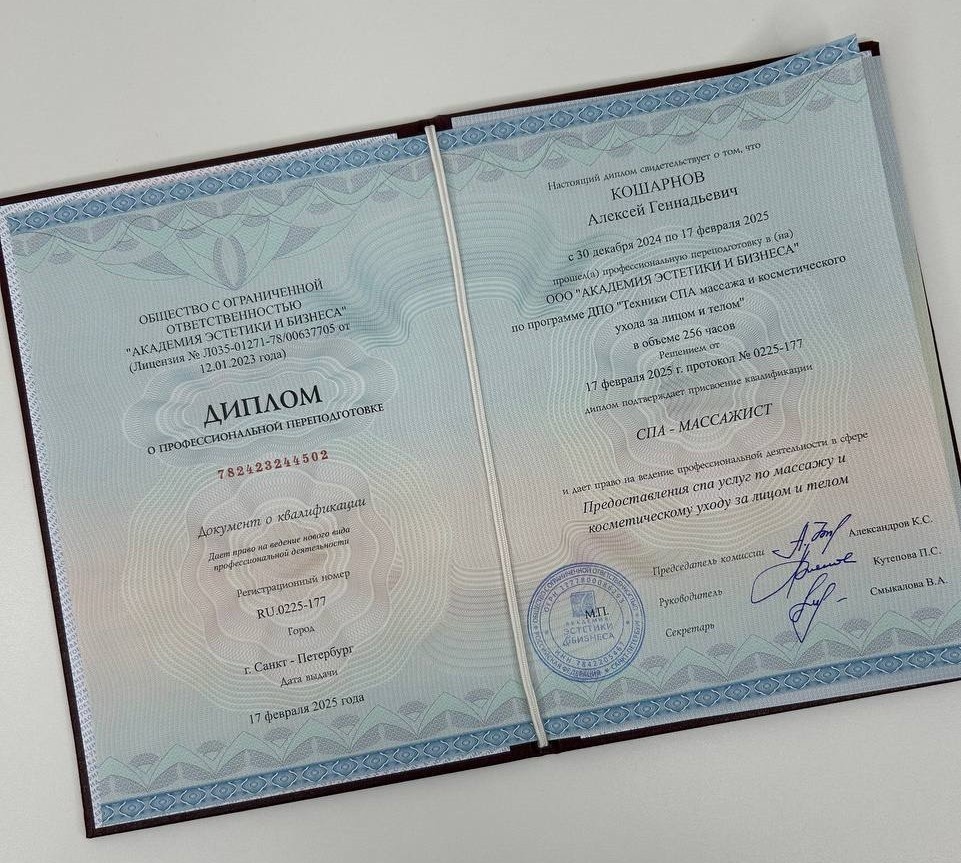 ОБЩЕСТВО С ОГРАНИЧЕННОЙ
ОТВЕТСТВЕННОСТЬЮ
"АКАДЕМИЯ ЭСТЕТИКИ И БИЗНЕСА"
(Лицензия № Л035-01271-78/00637705 от
12.01.2023 года)
ДИПЛОМ
О ПРОФЕССИОНАЛЬНОЙ ПЕРЕПОДГОТОВКЕ
782423244502
Документ о квалификации
Дает право на ведение нового вида
профессиональной деятельности
Регистрационный номер
RU.0225-177
Город
г. Санкт - Петербург
Дата выдачи
17 февраля 2025 года
Настоящий диплом свидетельствует о том, что
КОШАРНОВ
Алексей Геннадьевич
с 30 декабря 2024 по 17 февраля 2025
прошел(а) профессиональную переподготовку в (на)
ООО "АКАДЕМИЯ ЭСТЕТИКИ И БИЗНЕСА"
по программе ДПО "Техники СПА массажа и косметического
ухода за лицом и телом"
в объеме 256 часов
Решением от
17 февраля 2025 г. протокол № 0225-177
диплом подтверждает присвоение квалификации
СПА - МАССАЖИСТ
и дает право на ведение профессиональной деятельности в сфере
Предоставления спа услуг по массажу и
косметическому уходу за лицом и телом
Председатель комиссии Александров К.С.
Руководитель Кутепова П.С.
Секретарь Смыкалова В.А.
М.П.
АКАДЕМИЯ
ЭСТЕТИКИ
БИЗНЕСА